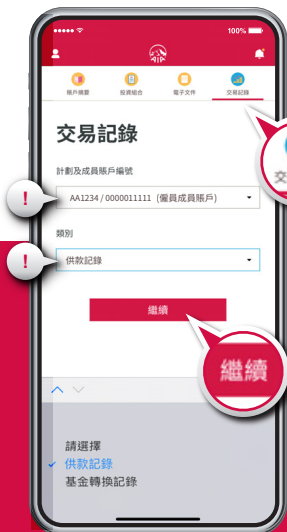 100%
AIA
賬戶摘要 投資組合 電子文件 交易記錄
交易記錄
計劃及成員賬戶編號
! AA1234 / 0000011111 (僱員成員賬戶)
類別
! 供款記錄
繼續
繼續
請選擇
供款記錄
基金轉換記錄